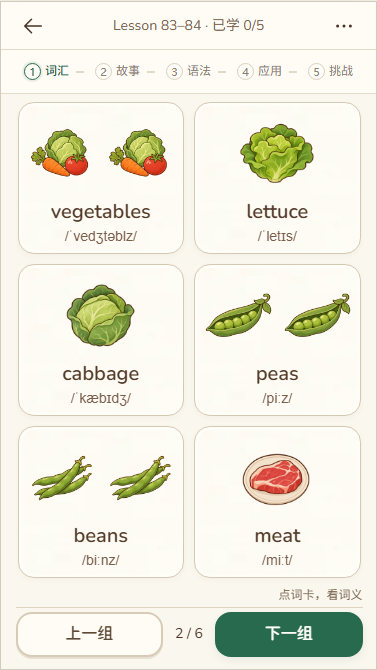 Lesson 83–84 · 已学 0/5
1 词汇 – 2 故事 – 3 语法 – 4 应用 – 5 挑战
vegetables
/ˈvedʒtəblz/
lettuce
/ˈletɪs/
cabbage
/ˈkæbɪdʒ/
peas
/piːz/
beans
/biːnz/
meat
/miːt/
点词卡，看词义
上一组
2 / 6
下一组